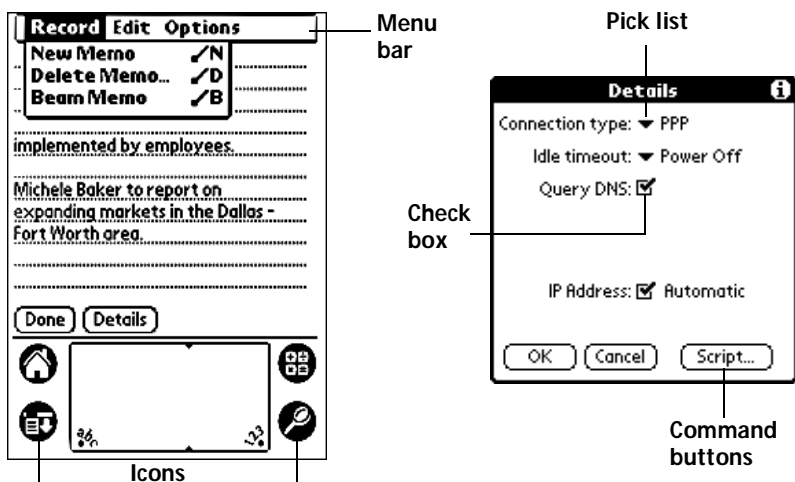 Record Edit Options
New Memo ✓N
Delete Memo... ✓D
Beam Memo ✓B
implemented by employees.
Michele Baker to report on
expanding markets in the Dallas -
Fort Worth area.
Done Details
abc 123
Icons
Menu
bar
Pick list
Details
Connection type: PPP
Idle timeout: Power Off
Query DNS:
Check
box
IP Address: Automatic
OK Cancel Script...
Command
buttons